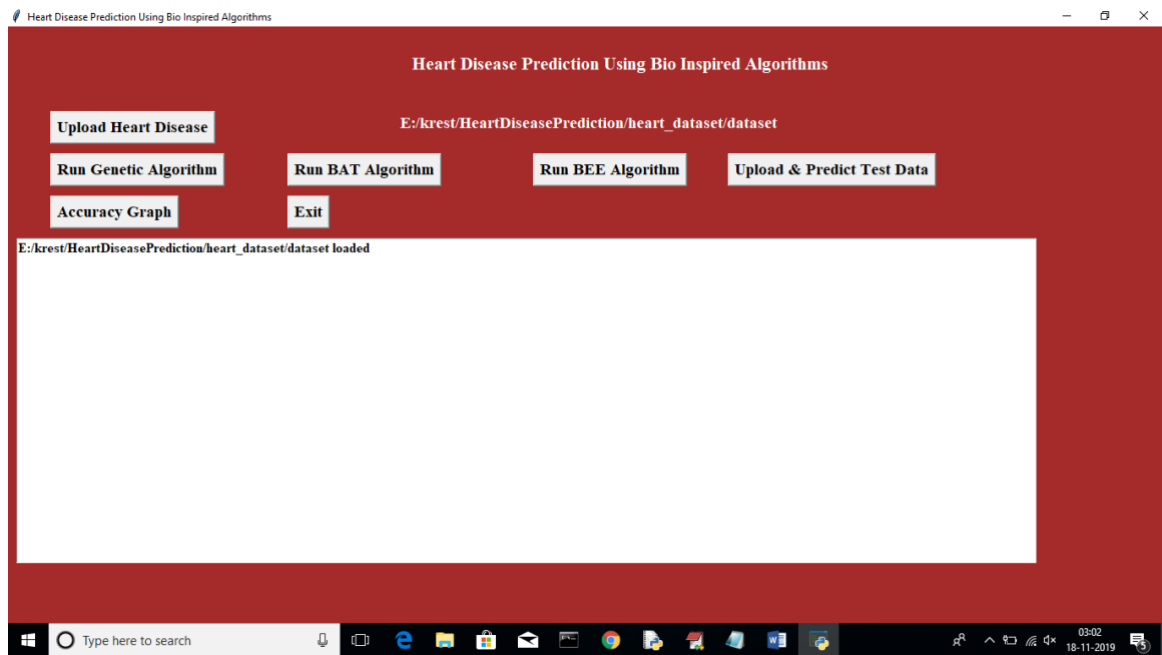 Heart Disease Prediction Using Bio Inspired Algorithms
Heart Disease Prediction Using Bio Inspired Algorithms
Upload Heart Disease
E:/krest/HeartDiseasePrediction/heart_dataset/dataset
Run Genetic Algorithm
Run BAT Algorithm
Run BEE Algorithm
Upload & Predict Test Data
Accuracy Graph
Exit
E:/krest/HeartDiseasePrediction/heart_dataset/dataset loaded
Type here to search
03:02
18-11-2019
5